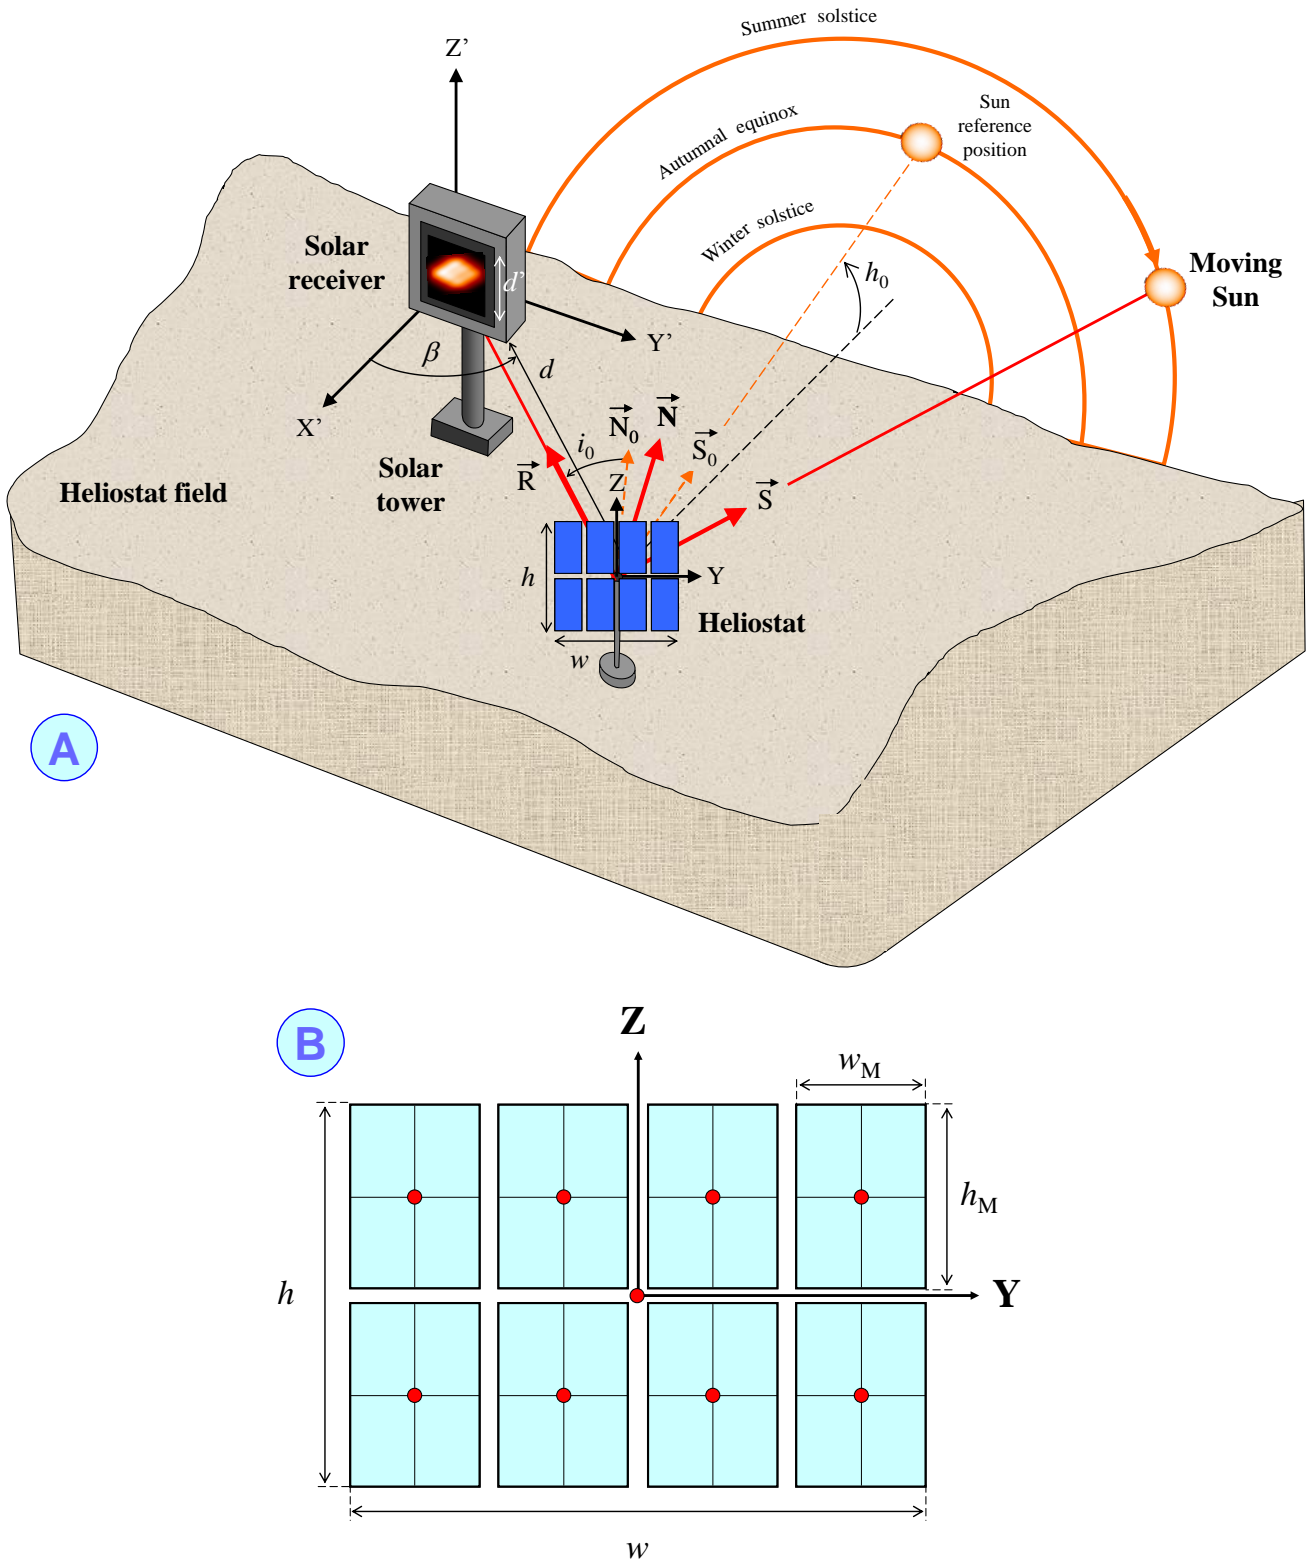 Summer solstice
Z’
Autumnal equinox
Sun
reference
position
Winter solstice
Solar
receiver
d’
h0
Moving
Sun
β
Y’
d
X’
i0
N0
N
S0
R
Z
S
Solar
tower
Heliostat field
h
Y
Heliostat
w
A
B
Z
wM
hM
h
Y
w